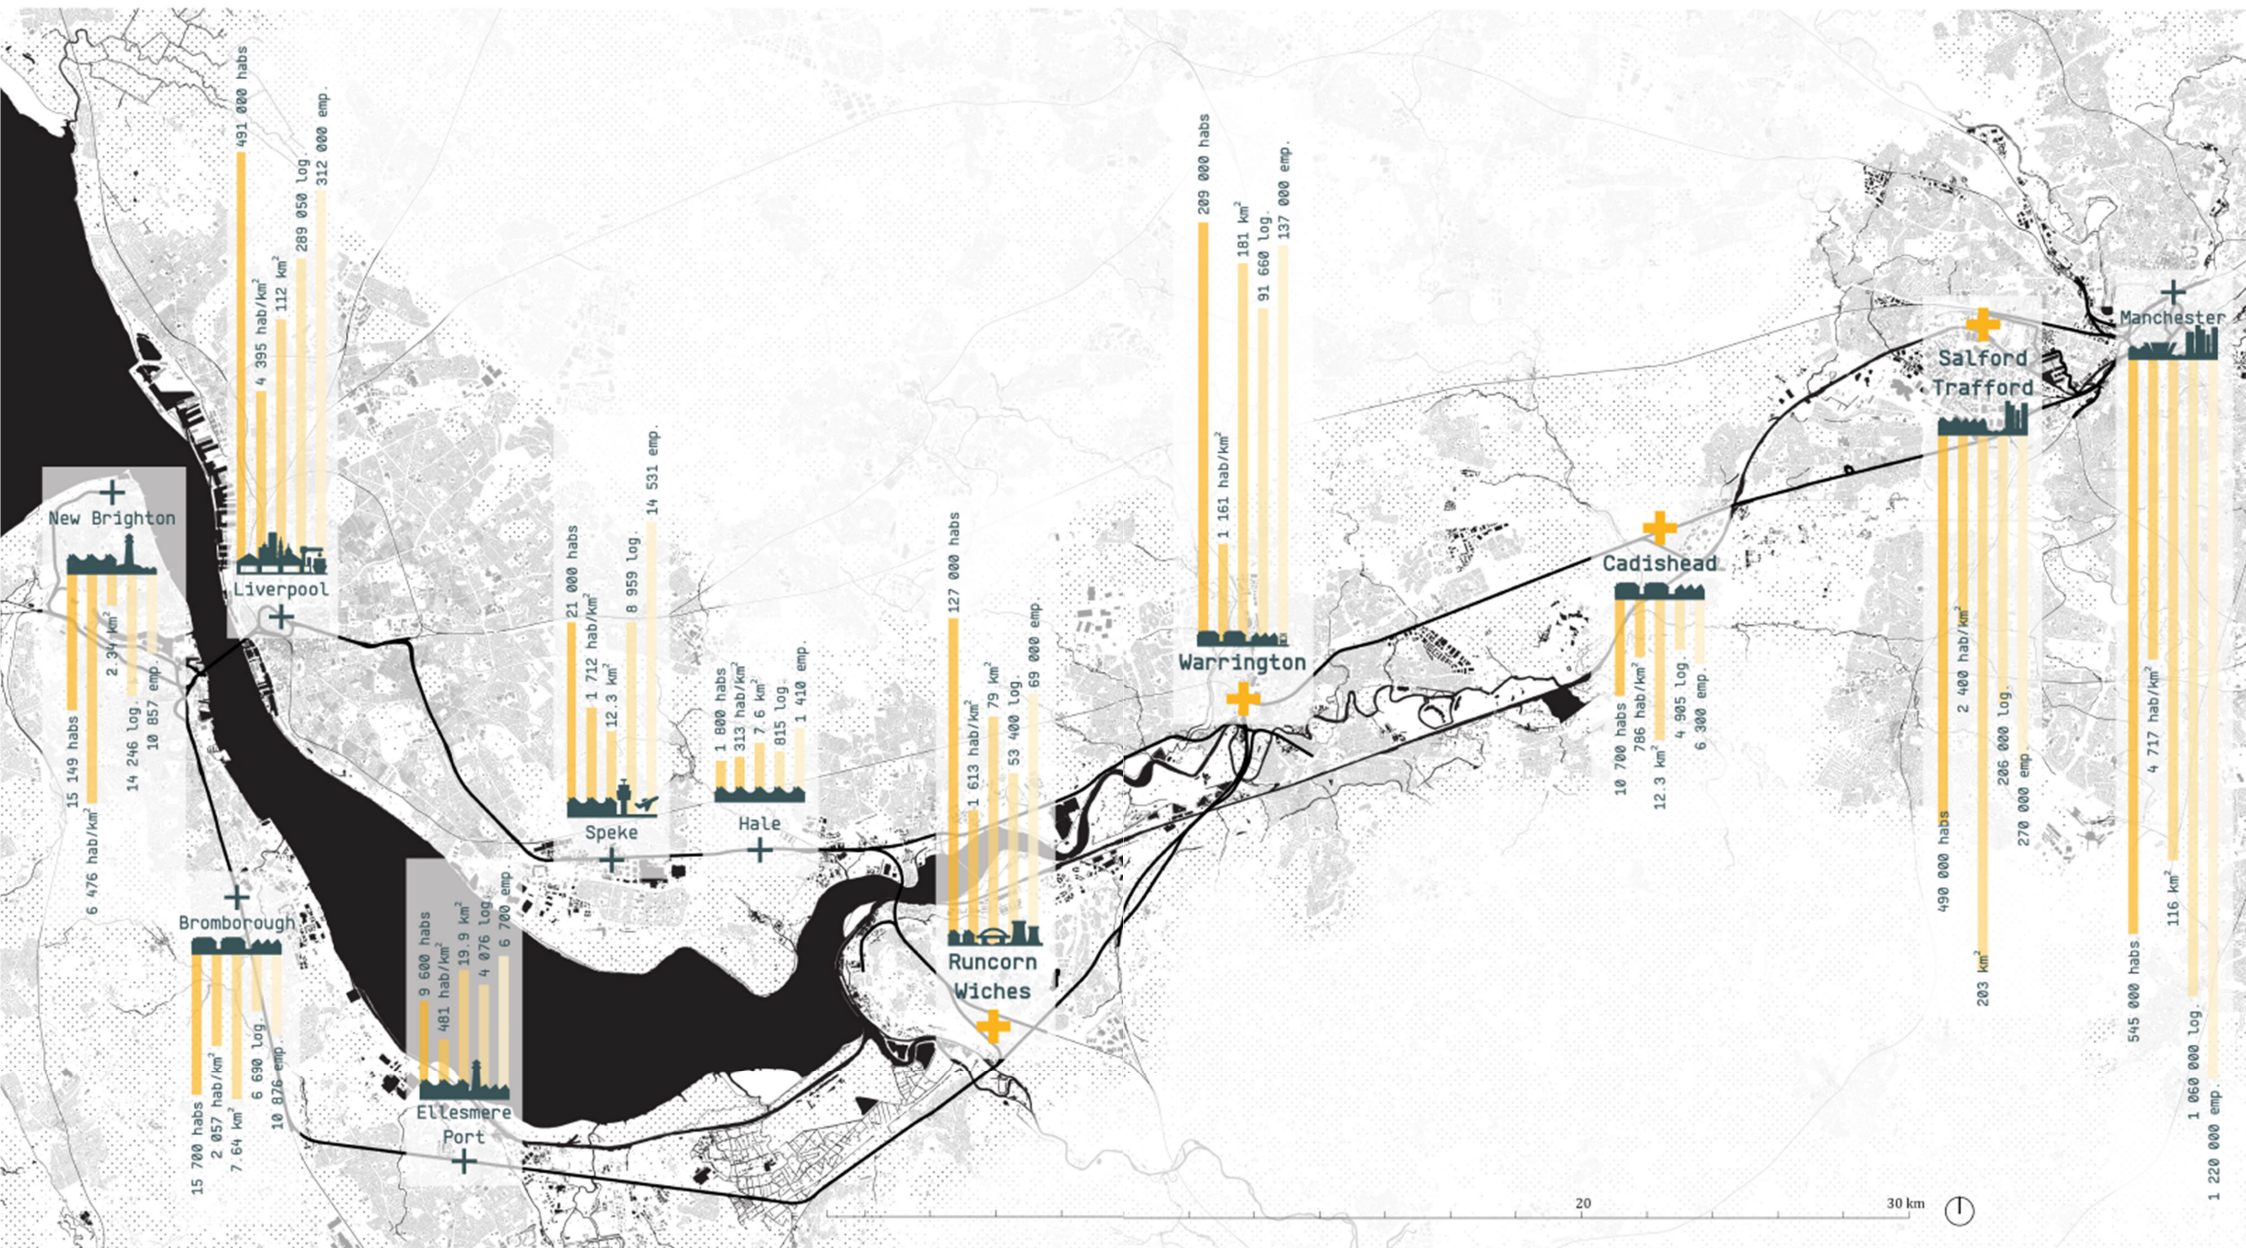 491 000 habs
4 395 hab/km²
112 km²
289 050 log.
312 000 emp.
Liverpool
New Brighton
15 149 habs
6 476 hab/km²
2.34 km²
14 246 log.
10 857 emp.
Bromborough
15 700 habs
2 057 hab/km²
7.64 km²
6 690 log.
10 876 emp.
9 600 habs
481 hab/km²
19.9 km²
4 076 log.
6 700 emp
Ellesmere
Port
21 000 habs
1 712 hab/km²
12.3 km²
8 959 log.
14 531 emp.
Speke
1 800 habs
313 hab/km²
7.6 km²
815 log.
1 410 emp.
Hale
127 000 habs
1 613 hab/km²
79 km²
53 400 log.
69 000 emp.
Runcorn
Wiches
209 000 habs
1 161 hab/km²
181 km²
91 660 log.
137 000 emp.
Warrington
Cadishead
10 700 habs
786 hab/km²
12.3 km²
4 905 log.
6 300 emp.
Salford
Trafford
490 000 habs
2 400 hab/km²
203 km²
206 000 log.
270 000 emp.
Manchester
545 000 habs
4 717 hab/km²
116 km²
1 060 000 log.
1 220 000 emp.
20
30 km